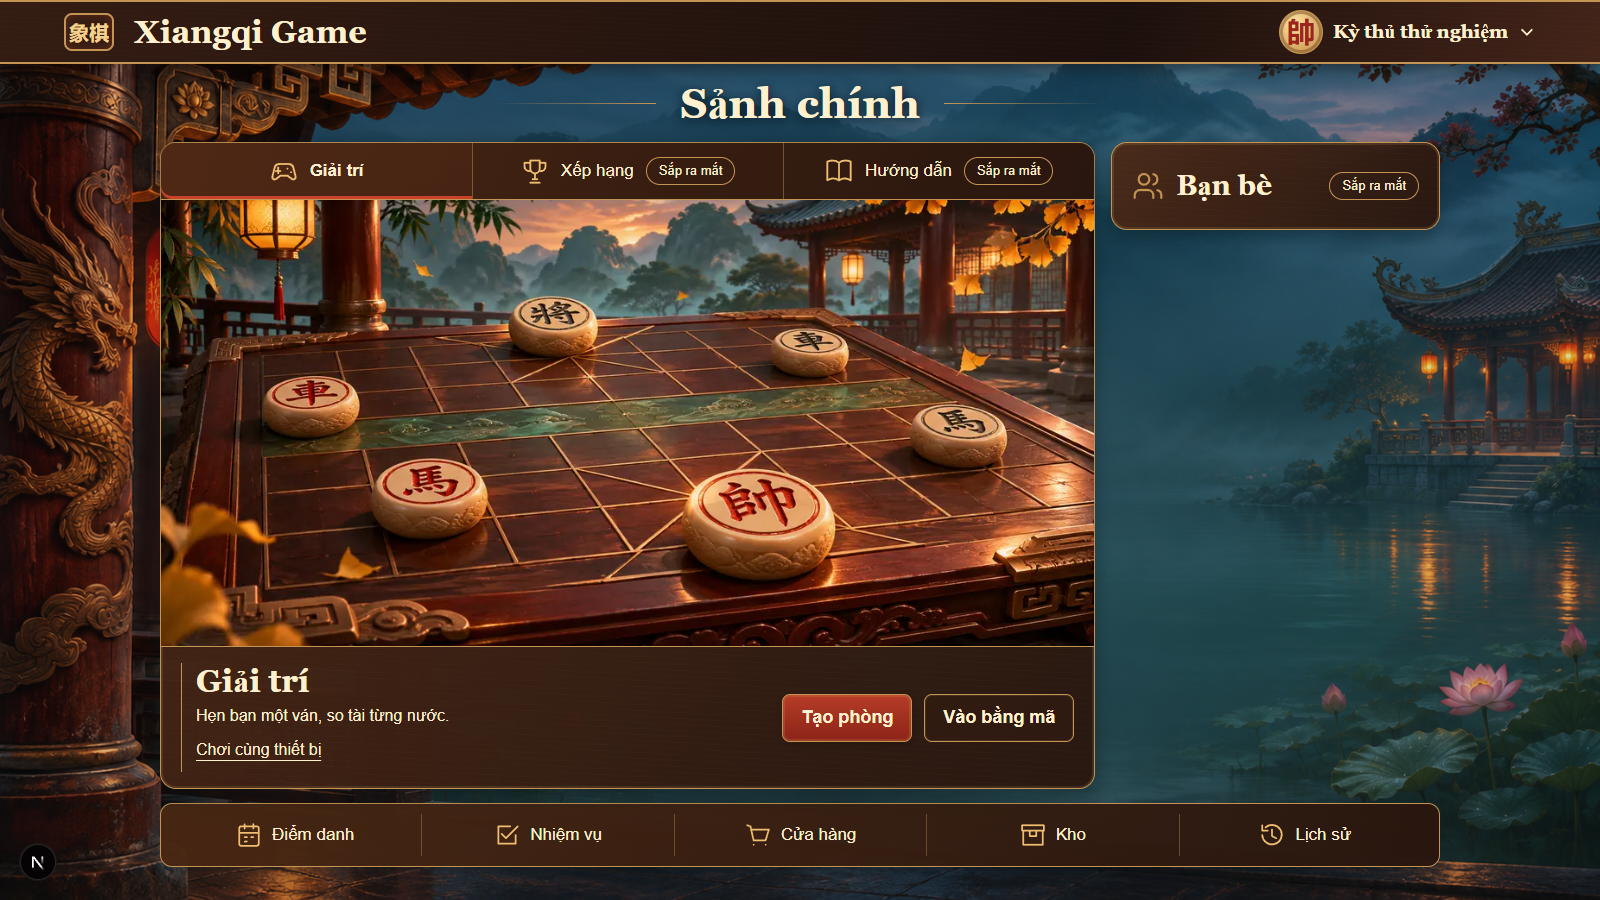 象棋 Xiangqi Game
帥 Kỳ thủ thử nghiệm
Sảnh chính
Giải trí
Xếp hạng Sắp ra mắt
Hướng dẫn Sắp ra mắt
Bạn bè Sắp ra mắt
將
車
車
馬
馬
帥
Giải trí
Hẹn bạn một ván, so tài từng nước.
Chơi cùng thiết bị
Tạo phòng
Vào bằng mã
Điểm danh
Nhiệm vụ
Cửa hàng
Kho
Lịch sử
N